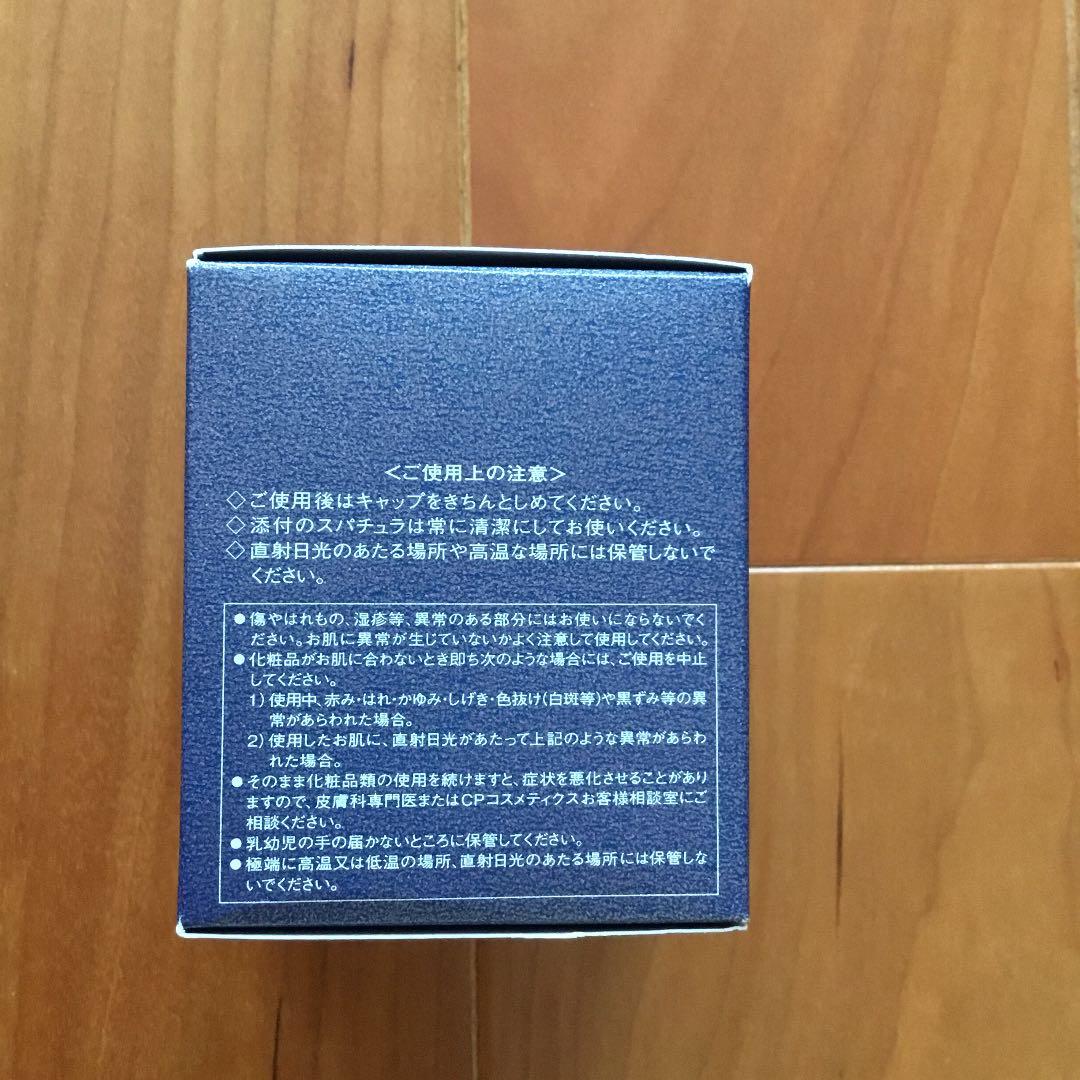 <ご使用上の注意>
◇ご使用後はキャップをきちんとしめてください。
◇添付のスパチュラは常に清潔にしてお使いください。
◇直射日光のあたる場所や高温な場所には保管しないで
ください。
●傷やはれもの、湿疹等、異常のある部分にはお使いにならないでく
ださい。お肌に異常が生じていないかよく注意して使用してください。
●化粧品がお肌に合わないとき即ち次のような場合には、ご使用を中止
してください。
1)使用中、赤み・はれ・かゆみ・しげき・色抜け(白斑等)や黒ずみ等の異
常があらわれた場合。
2)使用したお肌に、直射日光があたって上記のような異常があらわ
れた場合。
●そのまま化粧品類の使用を続けますと、症状を悪化させることがあり
ますので、皮膚科専門医またはCPコスメティクスお客様相談室にご
相談ください。
●乳幼児の手の届かないところに保管してください。
●極端に高温又は低温の場所、直射日光のあたる場所には保管しな
いでください。